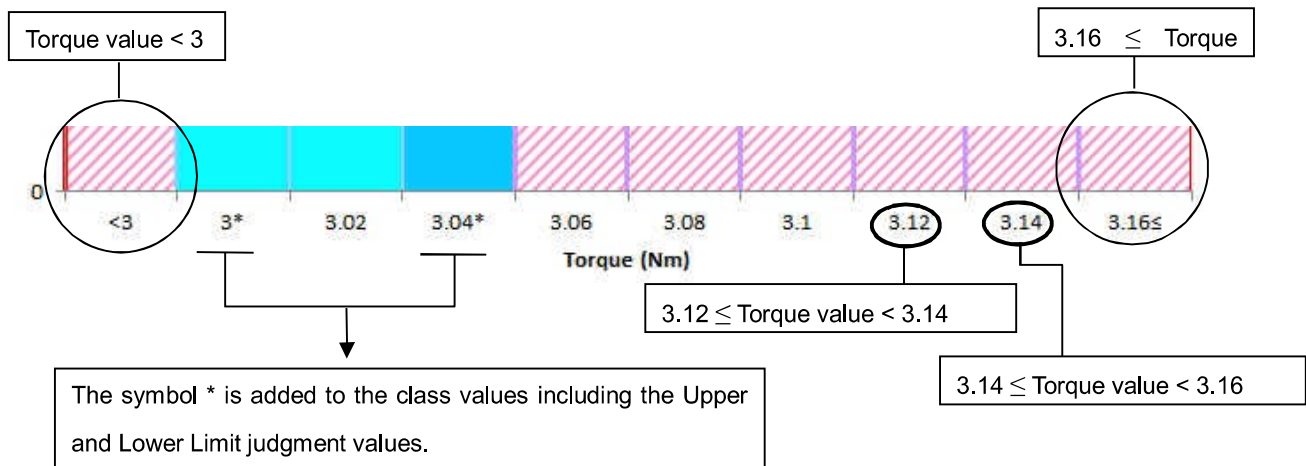 Torque value < 3
3.16 ≤ Torque
0
<3 3* 3.02 3.04* 3.06 3.08 3.1 3.12 3.14 3.16≤
Torque (Nm)
3.12 ≤ Torque value < 3.14
3.14 ≤ Torque value < 3.16
The symbol * is added to the class values including the Upper
and Lower Limit judgment values.